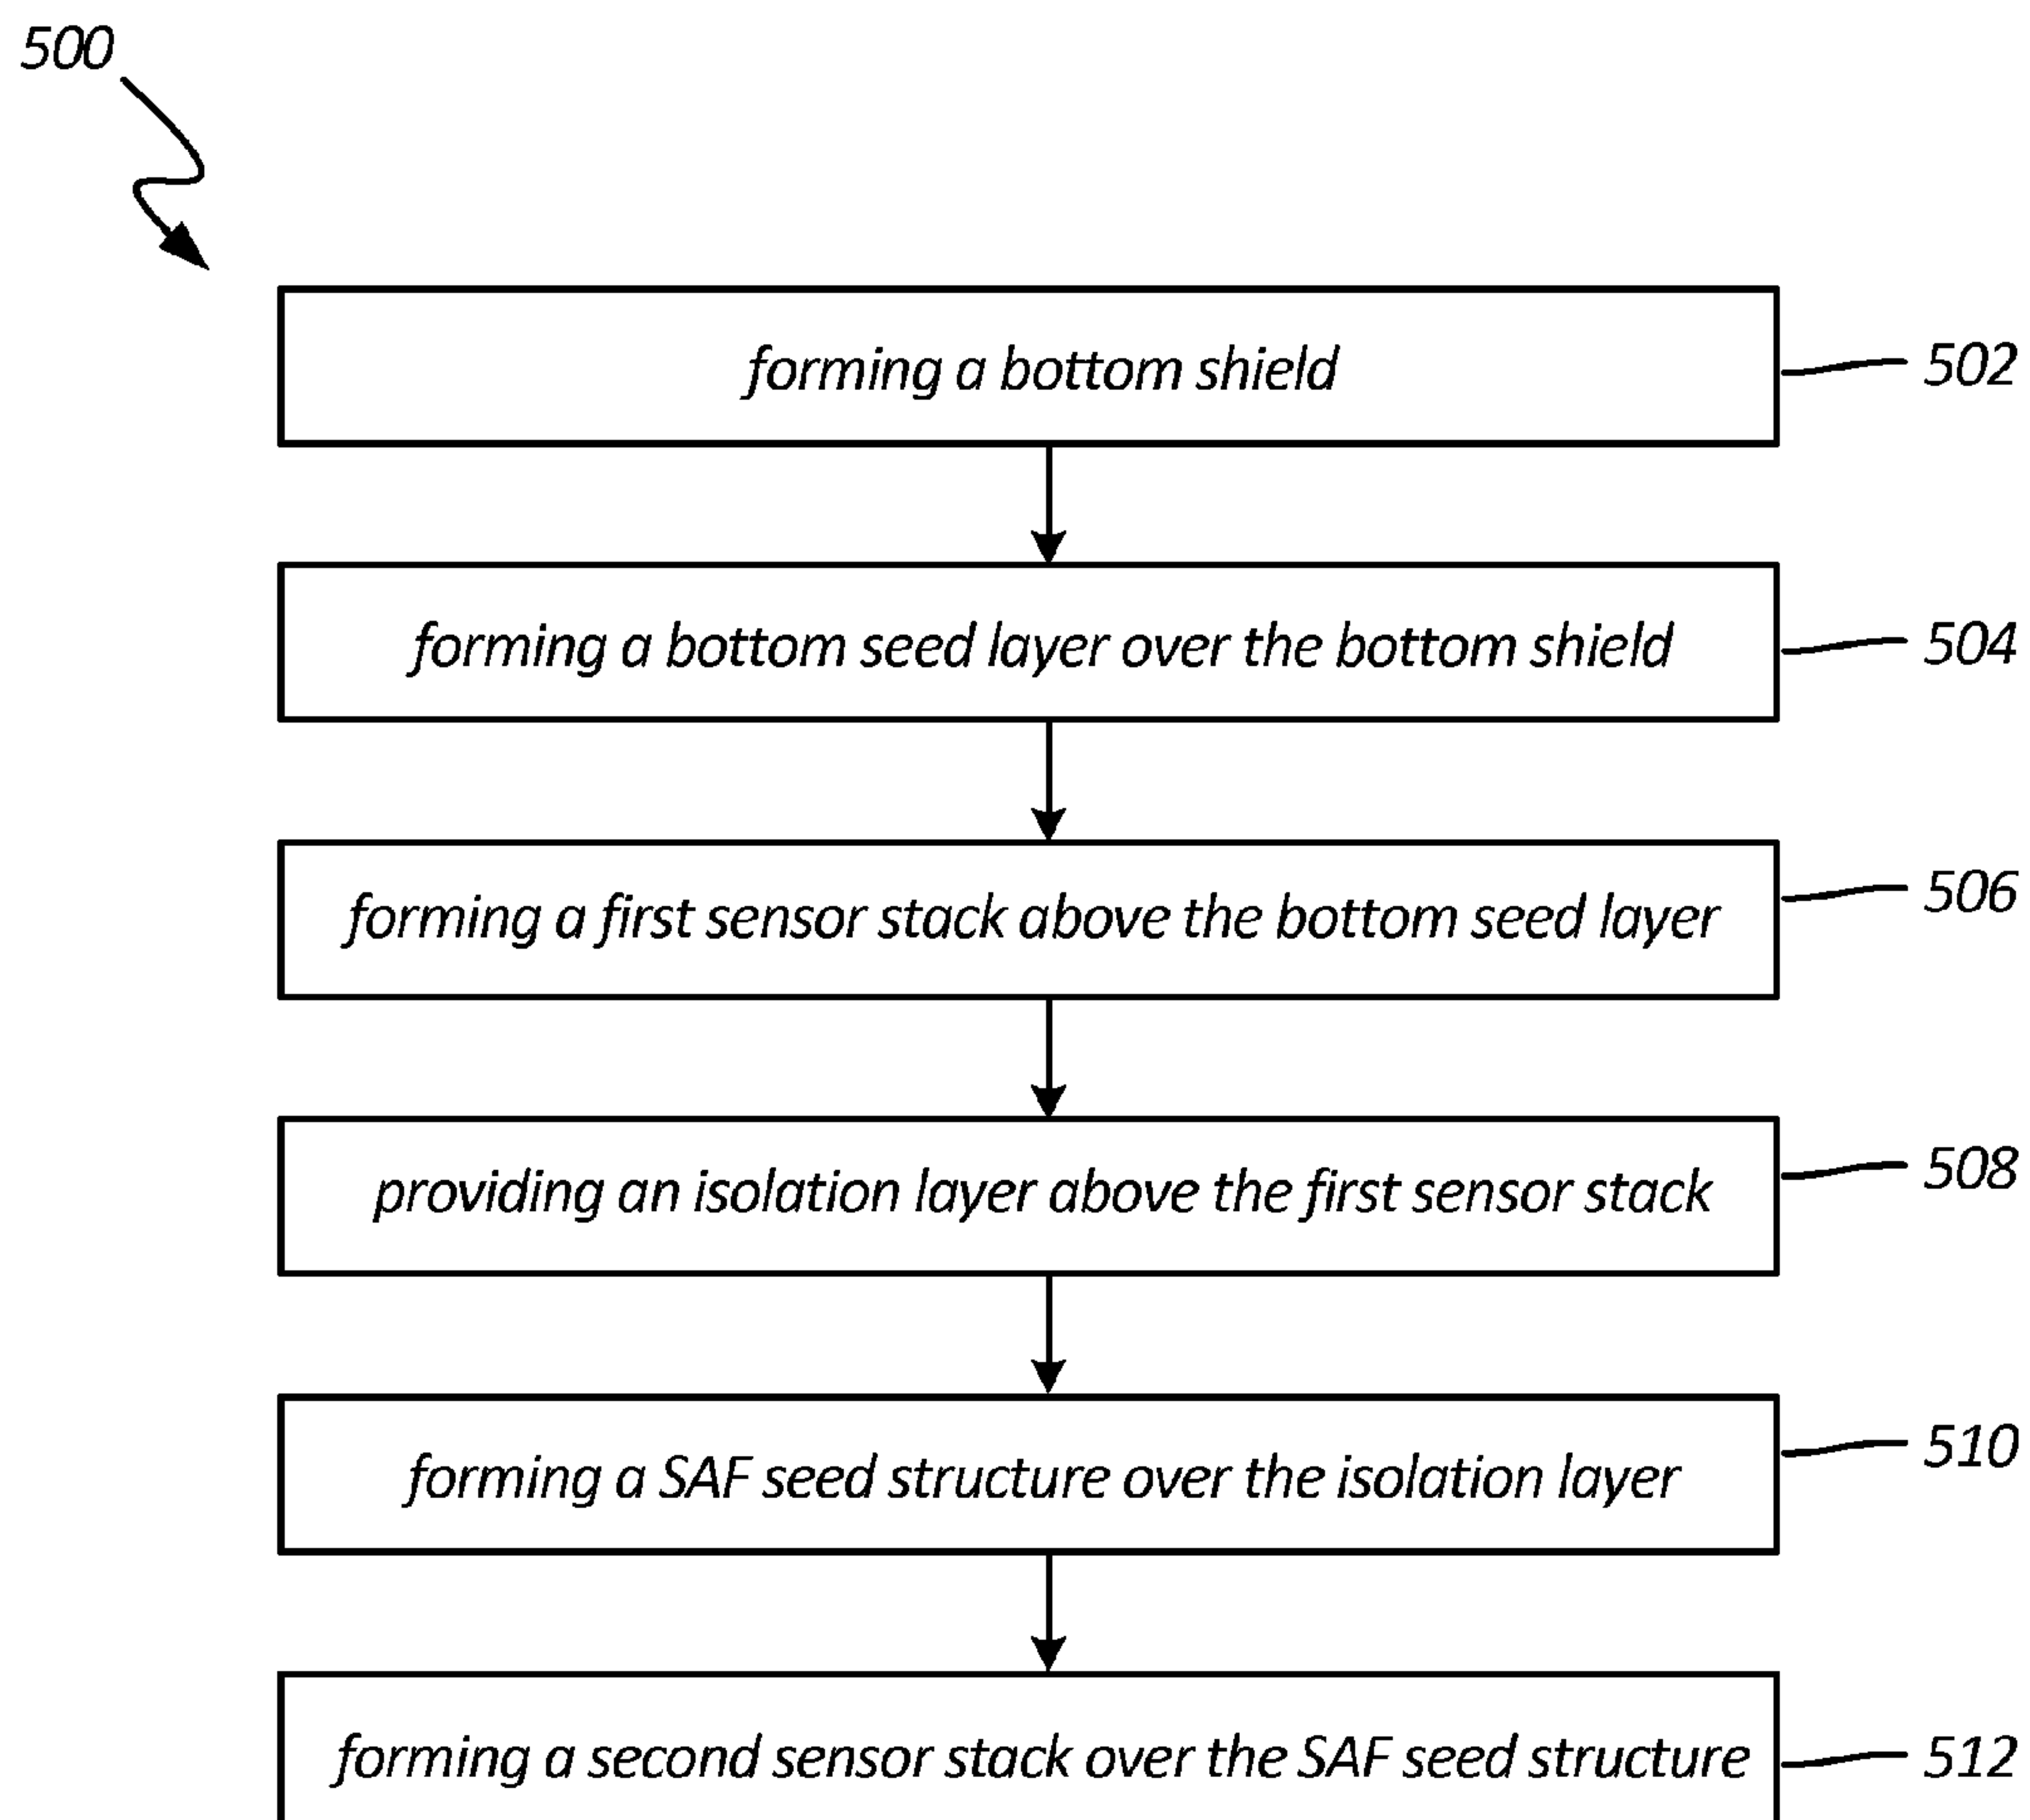 500
forming a bottom shield
502
forming a bottom seed layer over the bottom shield
504
forming a first sensor stack above the bottom seed layer
506
providing an isolation layer above the first sensor stack
508
forming a SAF seed structure over the isolation layer
510
forming a second sensor stack over the SAF seed structure
512